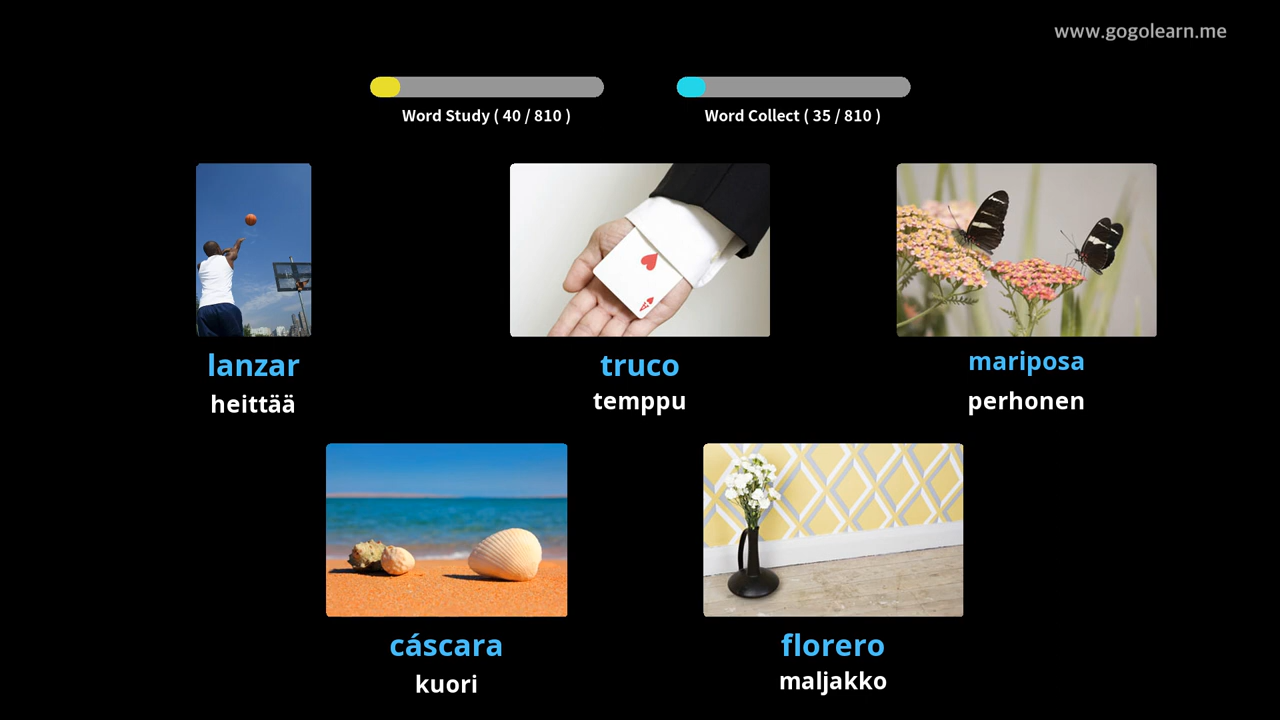 www.gogolearn.me
Word Study ( 40 / 810 )
Word Collect ( 35 / 810 )
lanzar
heittää
truco
temppu
mariposa
perhonen
cáscara
kuori
florero
maljakko